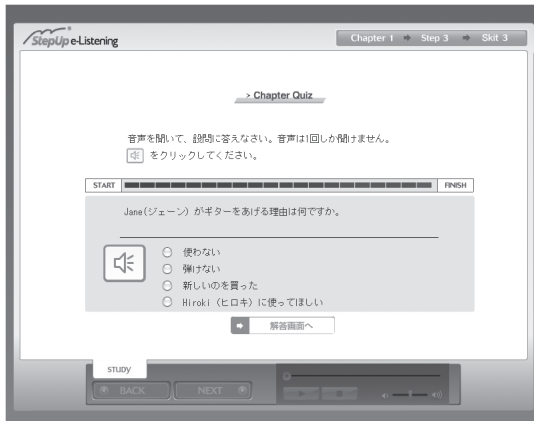 StepUp e-Listening
Chapter 1 Step 3 Skit 3
> Chapter Quiz
音声を聞いて、設問に答えなさい。音声は1回しか聞けません。
をクリックしてください。
START FINISH
Jane(ジェーン) がギターをあげる理由は何ですか。
使わない
弾けない
新しいのを買った
Hiroki (ヒロキ) に使ってほしい
解答画面へ
STUDY
BACK NEXT